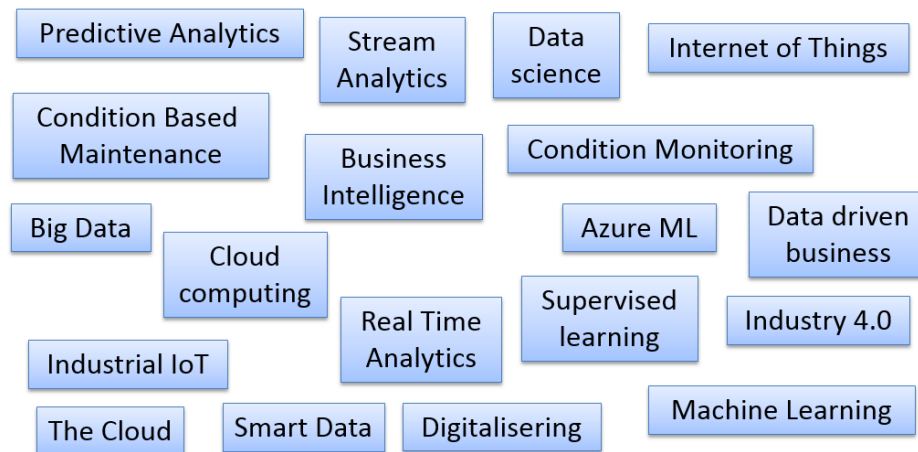 Predictive Analytics
Stream
Analytics
Data
science
Internet of Things
Condition Based
Maintenance
Business
Intelligence
Condition Monitoring
Big Data
Cloud
computing
Azure ML
Data driven
business
Real Time
Analytics
Supervised
learning
Industry 4.0
Industrial IoT
The Cloud
Smart Data
Digitalisering
Machine Learning